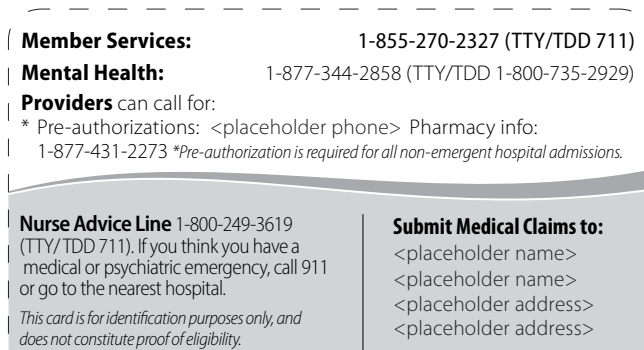 Member Services: 1-855-270-2327 (TTY/TDD 711)
Mental Health: 1-877-344-2858 (TTY/TDD 1-800-735-2929)
Providers can call for:
* Pre-authorizations: <placeholder phone> Pharmacy info:
1-877-431-2273 *Pre-authorization is required for all non-emergent hospital admissions.
Nurse Advice Line 1-800-249-3619
(TTY/TDD 711). If you think you have a
medical or psychiatric emergency, call 911
or go to the nearest hospital.
This card is for identification purposes only, and
does not constitute proof of eligibility.
Submit Medical Claims to:
<placeholder name>
<placeholder name>
<placeholder address>
<placeholder address>